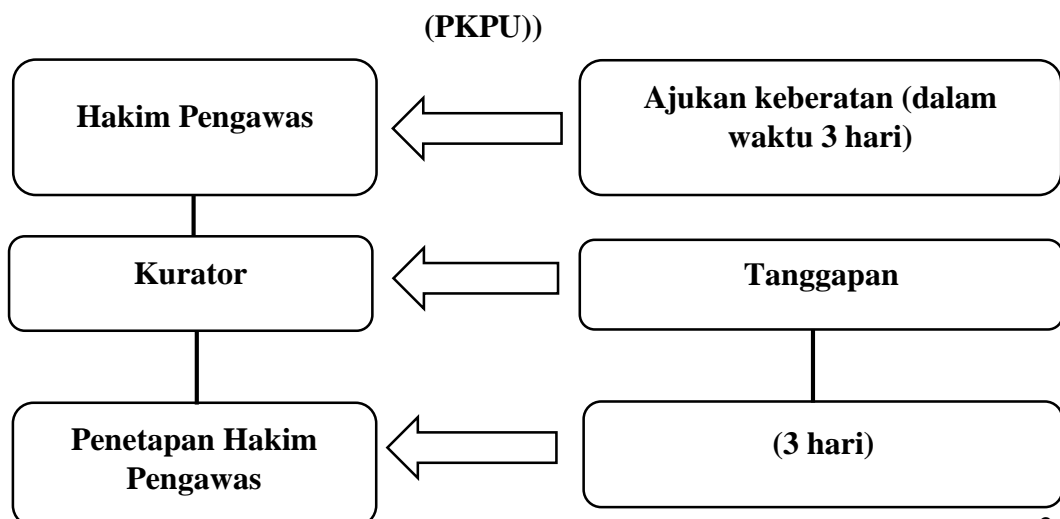 (PKPU))
Hakim Pengawas
Ajukan keberatan (dalam
waktu 3 hari)
Kurator
Tanggapan
Penetapan Hakim
Pengawas
(3 hari)